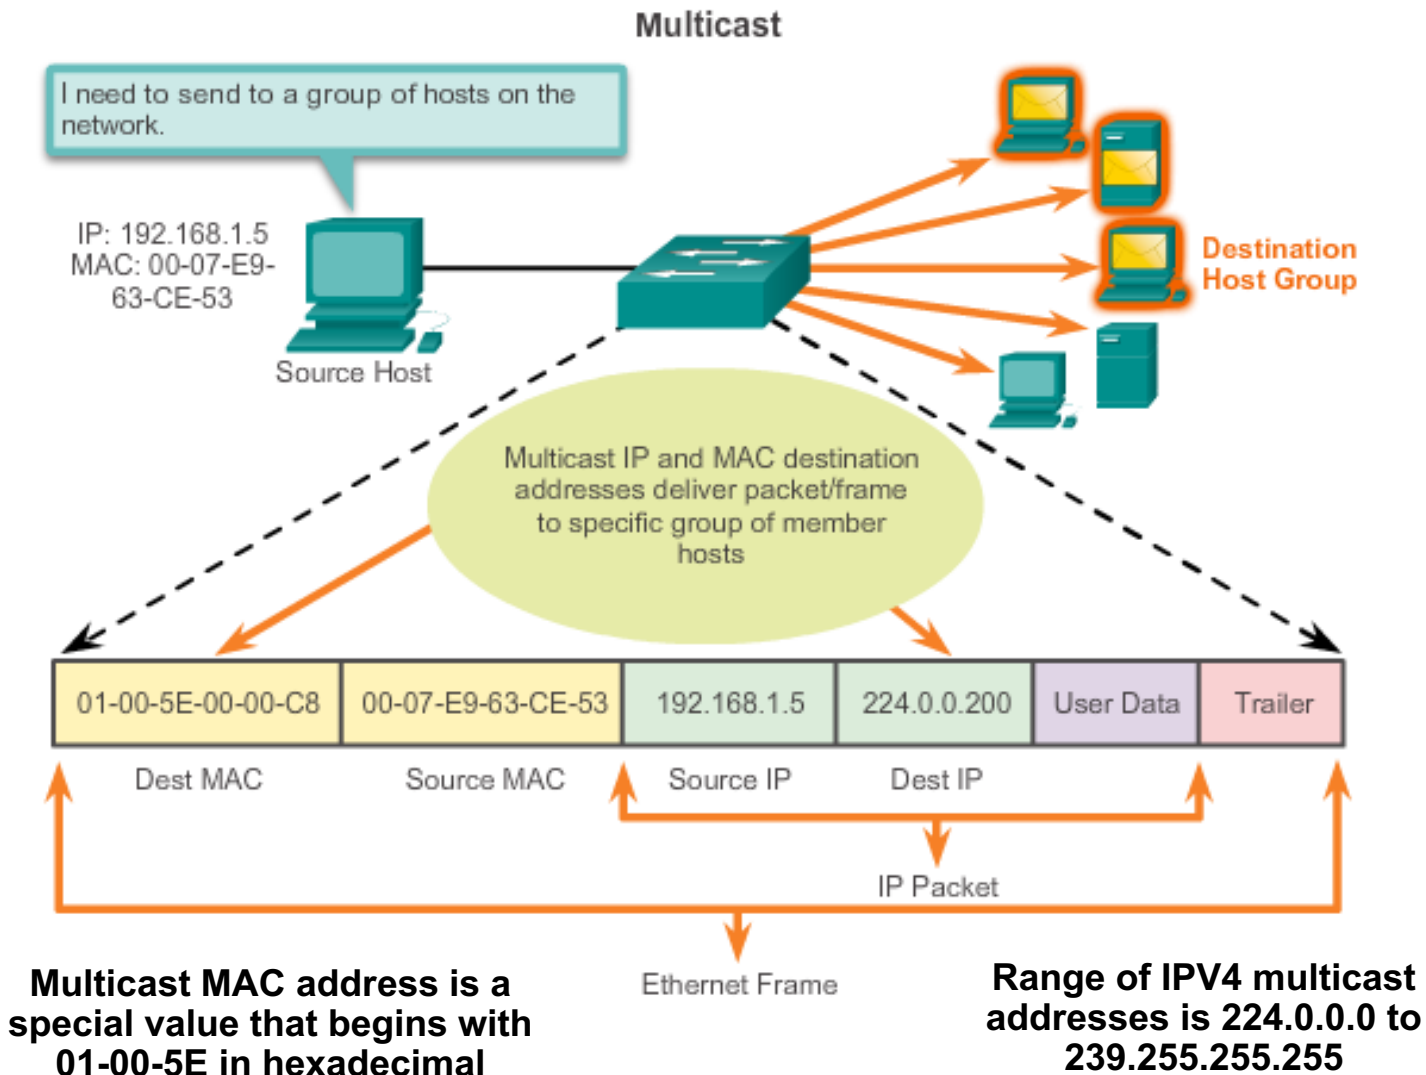 Multicast
I need to send to a group of hosts on the
network.
IP: 192.168.1.5
MAC: 00-07-E9-
63-CE-53
Source Host
Destination
Host Group
Multicast IP and MAC destination
addresses deliver packet/frame
to specific group of member
hosts
01-00-5E-00-00-C8
00-07-E9-63-CE-53
192.168.1.5
224.0.0.200
User Data
Trailer
Dest MAC
Source MAC
Source IP
Dest IP
IP Packet
Ethernet Frame
Multicast MAC address is a
special value that begins with
01-00-5E in hexadecimal
Range of IPV4 multicast
addresses is 224.0.0.0 to
239.255.255.255